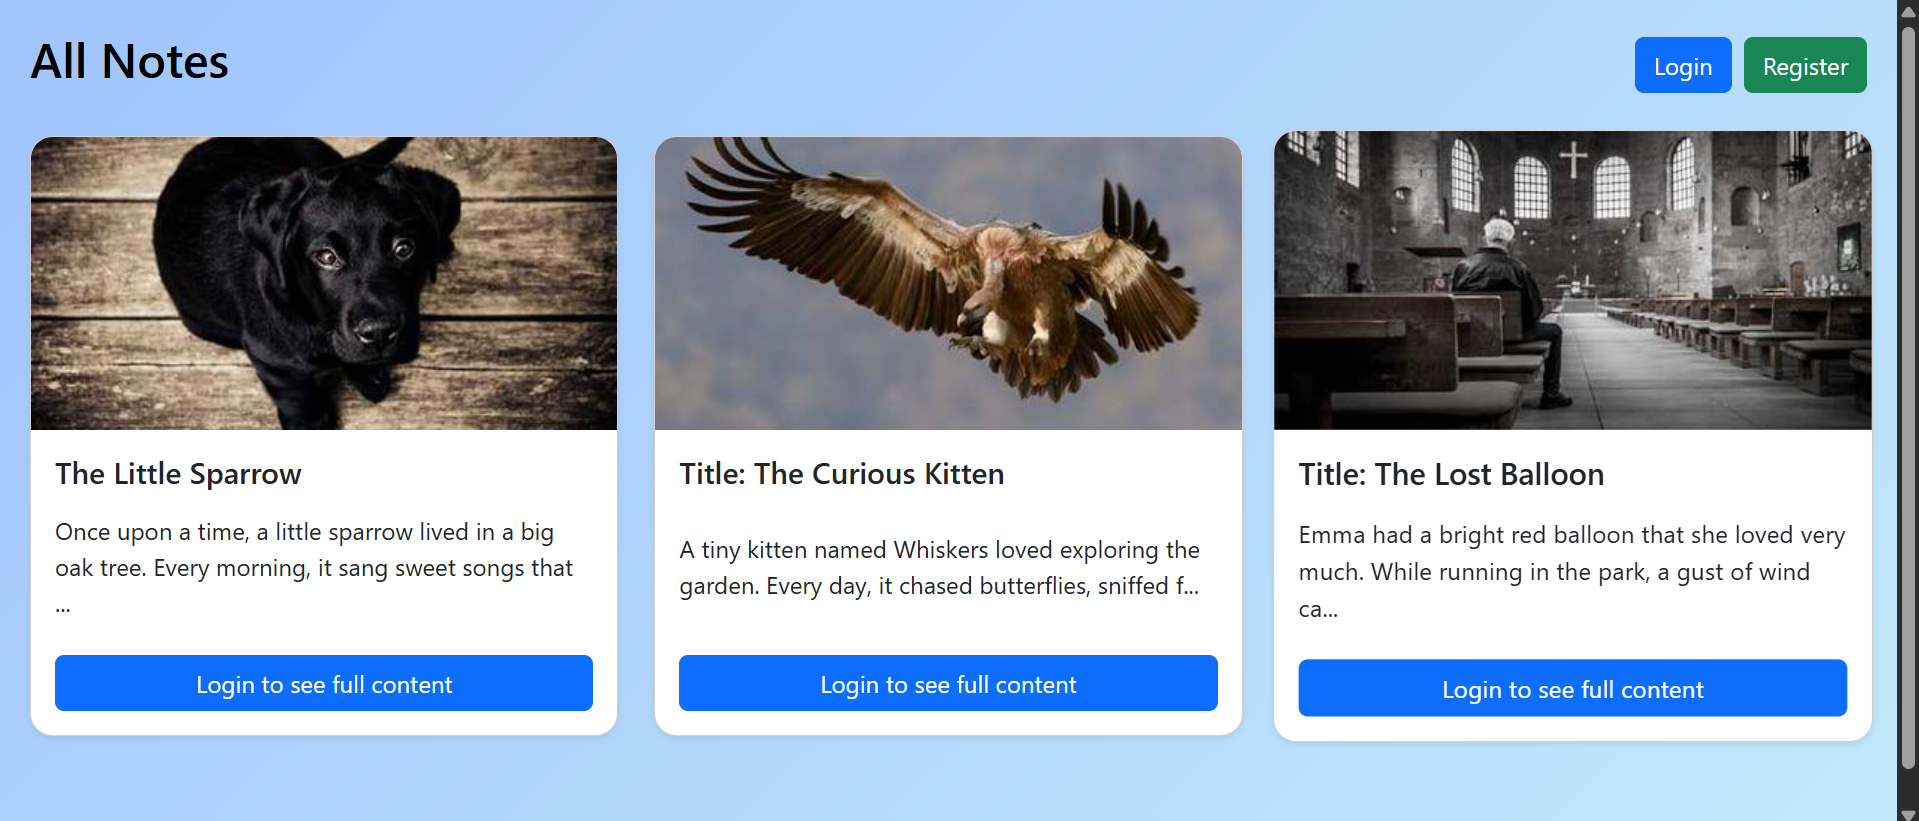 All Notes
Login
Register
The Little Sparrow
Once upon a time, a little sparrow lived in a big
oak tree. Every morning, it sang sweet songs that
...
Login to see full content
Title: The Curious Kitten
A tiny kitten named Whiskers loved exploring the
garden. Every day, it chased butterflies, sniffed f...
Login to see full content
Title: The Lost Balloon
Emma had a bright red balloon that she loved very
much. While running in the park, a gust of wind
ca...
Login to see full content